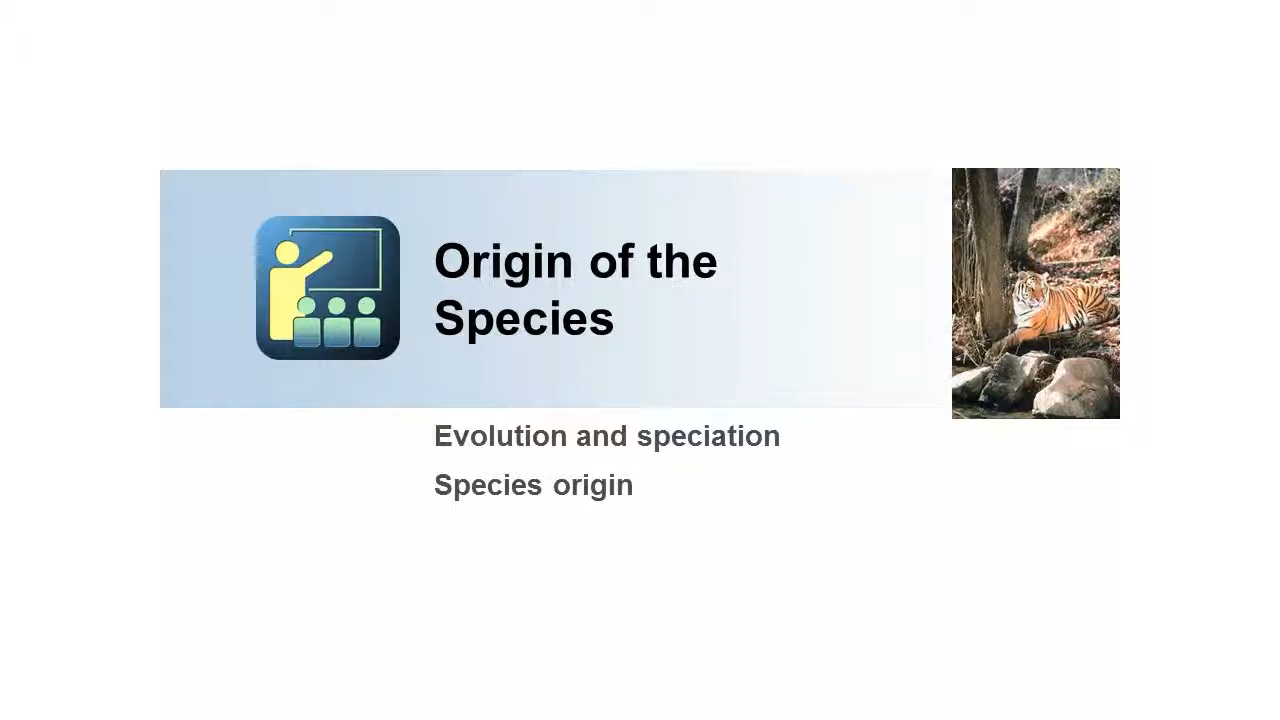 Origin of the
Species
Evolution and speciation
Species origin